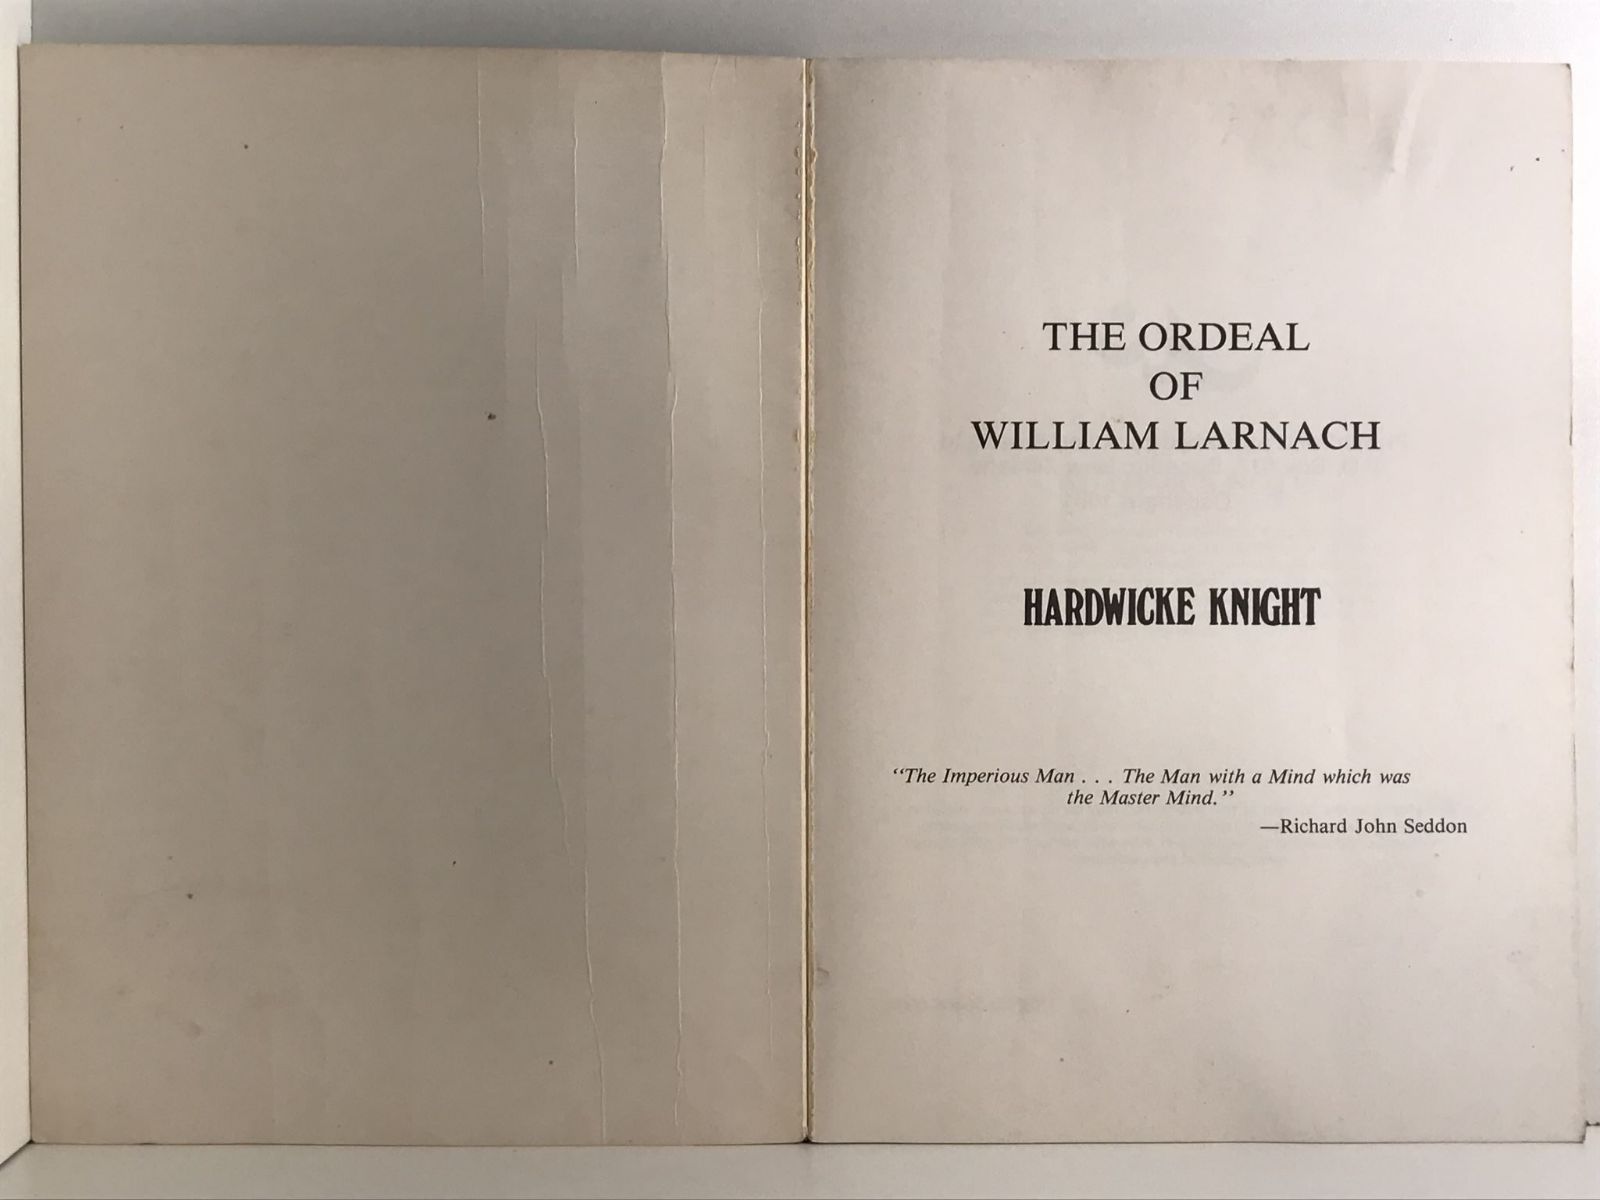 THE ORDEAL
OF
WILLIAM LARNACH
HARDWICKE KNIGHT
“The Imperious Man . . . The Man with a Mind which was
the Master Mind.”
—Richard John Seddon